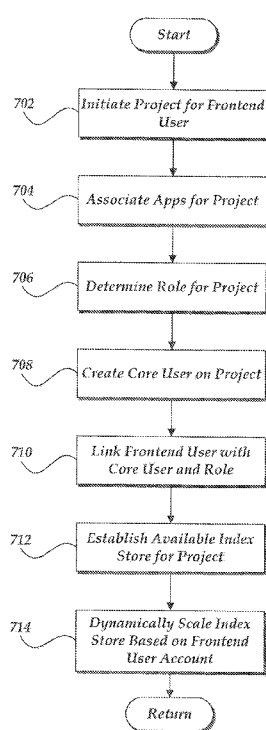 Start
702
Initiate Project for Frontend
User
704
Associate Apps for Project
706
Determine Role for Project
708
Create Core User on Project
710
Link Frontend User with
Core User and Role
712
Establish Available Index
Store for Project
714
Dynamically Scale Index
Store Based on Frontend
User Account
Return